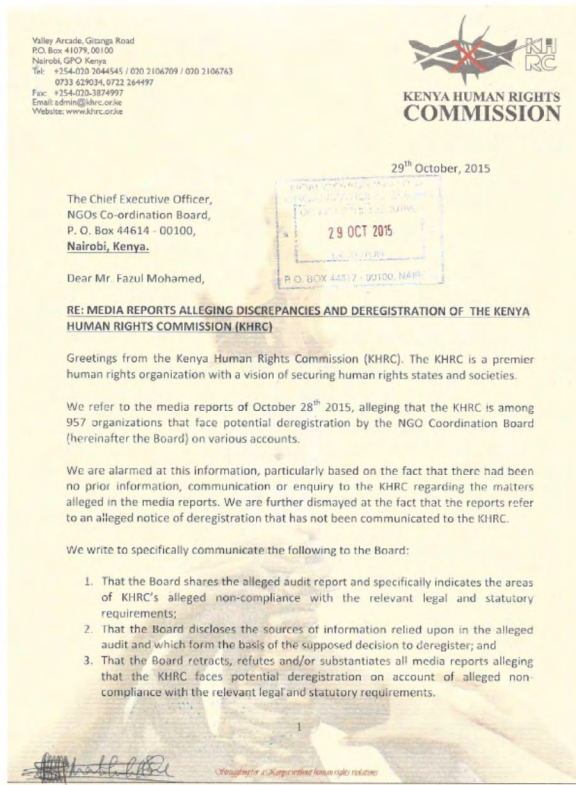 Valley Arcade, Gitanga Road
P.O. Box 41079, 00100
Nairobi, GPO Kenya
Tel: +254-020 2044545 / 020 2106709 / 020 2106763
0733 629034, 0722 264497
Fax: +254-020-3874997
Email: admin@khrc.or.ke
Website: www.khrc.or.ke
KH
RC
KENYA HUMAN RIGHTS
COMMISSION
29th October, 2015
The Chief Executive Officer,
NGOs Co-ordination Board,
P. O. Box 44614 - 00100,
Nairobi, Kenya.
29 OCT 2015
P. O. BOX 44617 - 00100, NAIR
Dear Mr. Fazul Mohamed,
RE: MEDIA REPORTS ALLEGING DISCREPANCIES AND DEREGISTRATION OF THE KENYA
HUMAN RIGHTS COMMISSION (KHRC)
Greetings from the Kenya Human Rights Commission (KHRC). The KHRC is a premier
human rights organization with a vision of securing human rights states and societies.
We refer to the media reports of October 28th 2015, alleging that the KHRC is among
957 organizations that face potential deregistration by the NGO Coordination Board
(hereinafter the Board) on various accounts.
We are alarmed at this information, particularly based on the fact that there had been
no prior information, communication or enquiry to the KHRC regarding the matters
alleged in the media reports. We are further dismayed at the fact that the reports refer
to an alleged notice of deregistration that has not been communicated to the KHRC.
We write to specifically communicate the following to the Board:
1. That the Board shares the alleged audit report and specifically indicates the areas
of KHRC's alleged non-compliance with the relevant legal and statutory
requirements;
2. That the Board discloses the sources of information relied upon in the alleged
audit and which form the basis of the supposed decision to deregister; and
3. That the Board retracts, refutes and/or substantiates all media reports alleging
that the KHRC faces potential deregistration on account of alleged non-
compliance with the relevant legal and statutory requirements.
1
Struggling for a Kenya without human rights violations